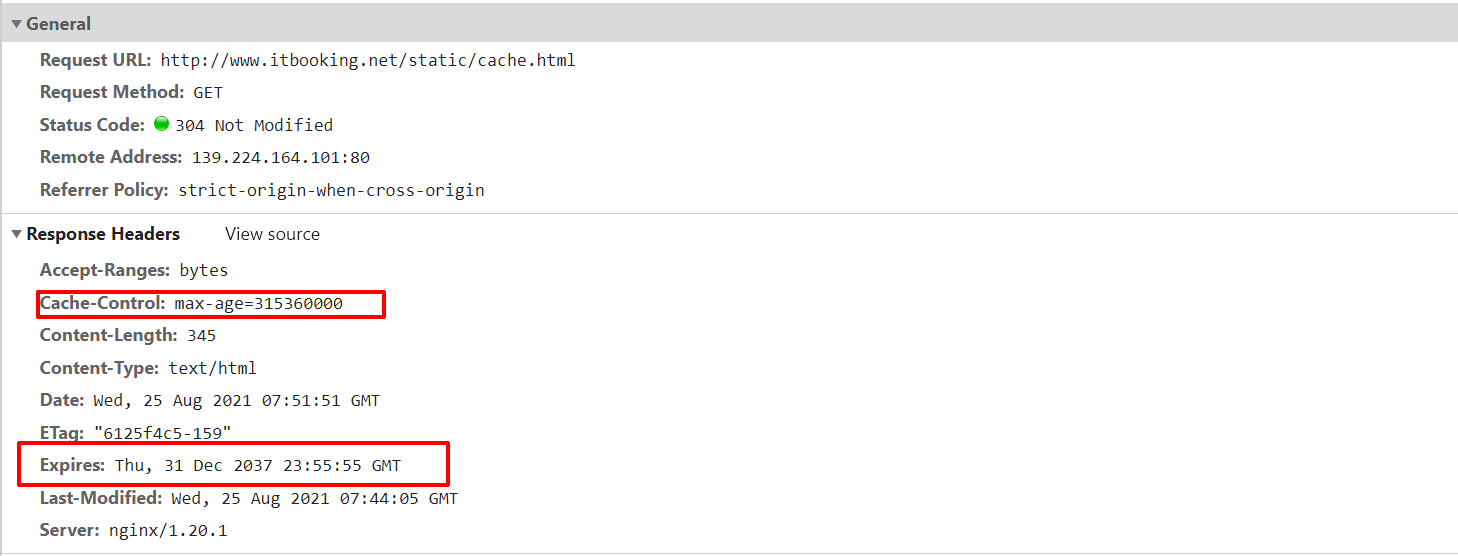 General
Request URL: http://www.itbooking.net/static/cache.html
Request Method: GET
Status Code: 304 Not Modified
Remote Address: 139.224.164.101:80
Referrer Policy: strict-origin-when-cross-origin
Response Headers View source
Accept-Ranges: bytes
Cache-Control: max-age=315360000
Content-Length: 345
Content-Type: text/html
Date: Wed, 25 Aug 2021 07:51:51 GMT
ETag: "6125f4c5-159"
Expires: Thu, 31 Dec 2037 23:55:55 GMT
Last-Modified: Wed, 25 Aug 2021 07:44:05 GMT
Server: nginx/1.20.1